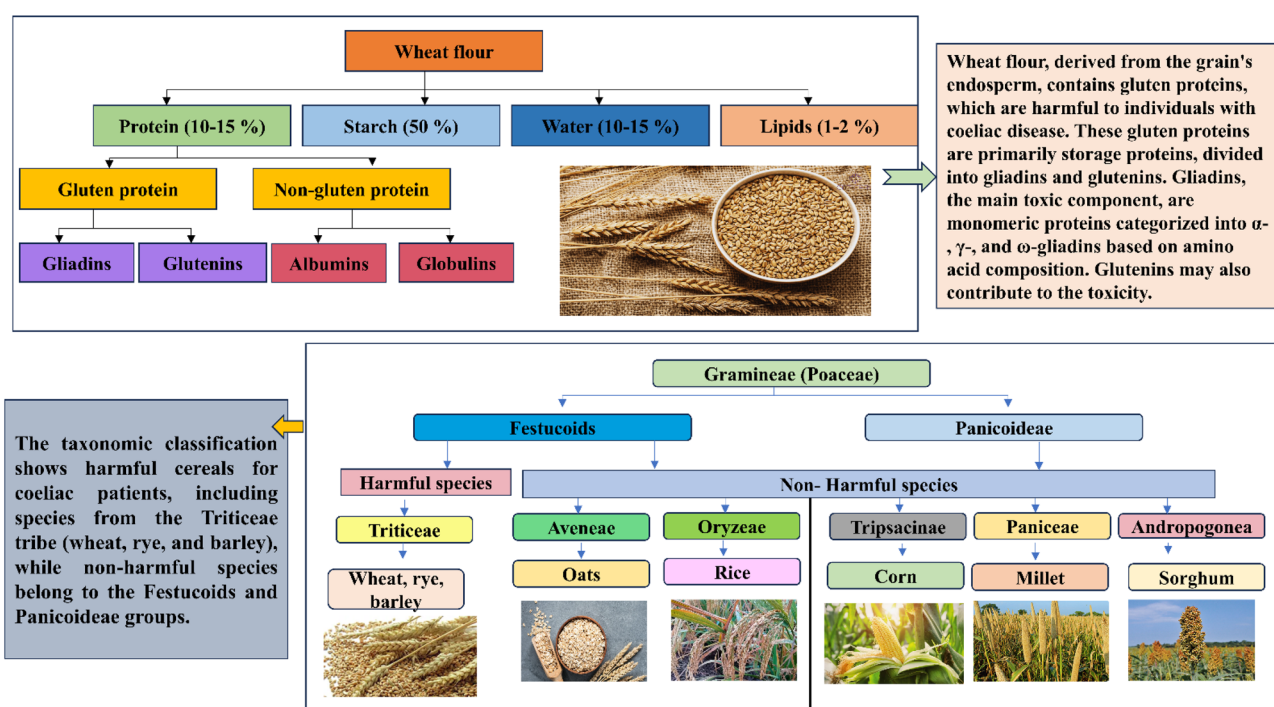 Wheat flour
Protein (10-15 %)
Starch (50 %)
Water (10-15 %)
Lipids (1-2 %)
Gluten protein
Non-gluten protein
Gliadins
Glutenins
Albumins
Globulins
Wheat flour, derived from the grain's
endosperm, contains gluten proteins,
which are harmful to individuals with
coeliac disease. These gluten proteins
are primarily storage proteins, divided
into gliadins and glutenins. Gliadins,
the main toxic component, are
monomeric proteins categorized into α-
, γ-, and ω-gliadins based on amino
acid composition. Glutenins may also
contribute to the toxicity.
The taxonomic classification
shows harmful cereals for
coeliac patients, including
species from the Triticeae
tribe (wheat, rye, and barley),
while non-harmful species
belong to the Festucoids and
Panicoideae groups.
Gramineae (Poaceae)
Festucoids
Panicoideae
Harmful species
Non- Harmful species
Triticeae
Aveneae
Oryzeae
Tripsacinae
Paniceae
Andropogonea
Wheat, rye,
barley
Oats
Rice
Corn
Millet
Sorghum